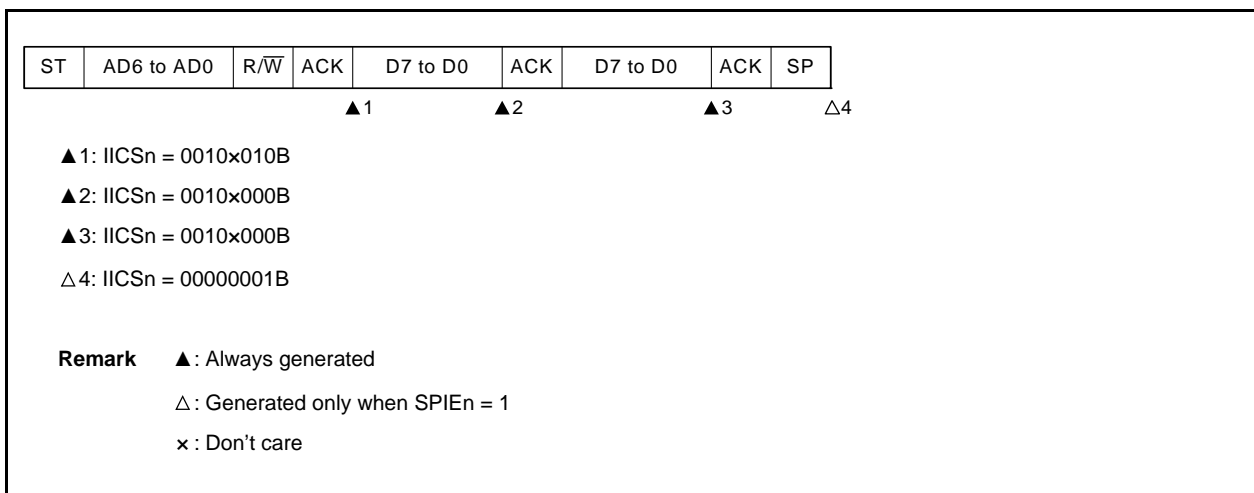 ST AD6 to AD0 R/W̅ ACK D7 to D0 ACK D7 to D0 ACK SP
▲1 ▲2 ▲3 △4
▲1: IICSn = 0010×010B
▲2: IICSn = 0010×000B
▲3: IICSn = 0010×000B
△4: IICSn = 00000001B
Remark ▲: Always generated
△: Generated only when SPIEn = 1
×: Don't care